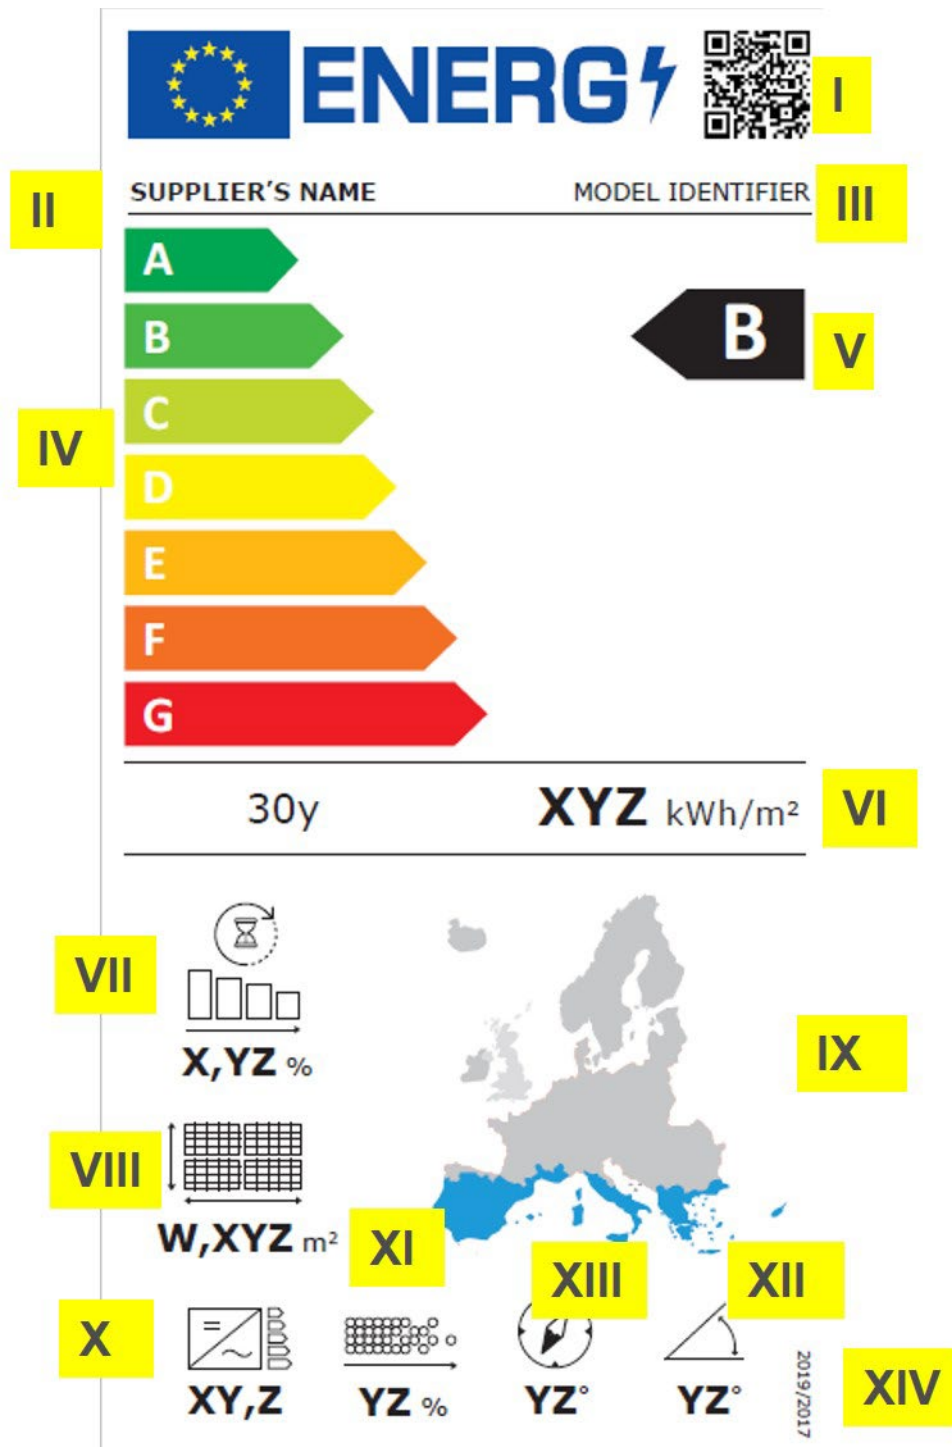 ENERG
I
II
SUPPLIER'S NAME
MODEL IDENTIFIER
III
A
B
B
V
C
IV
D
E
F
G
30y
XYZ kWh/m²
VI
VII
X,YZ %
IX
VIII
W,XYZ m²
XI
XIII
XII
X
XY,Z
YZ %
YZ°
YZ°
2019/2017
XIV